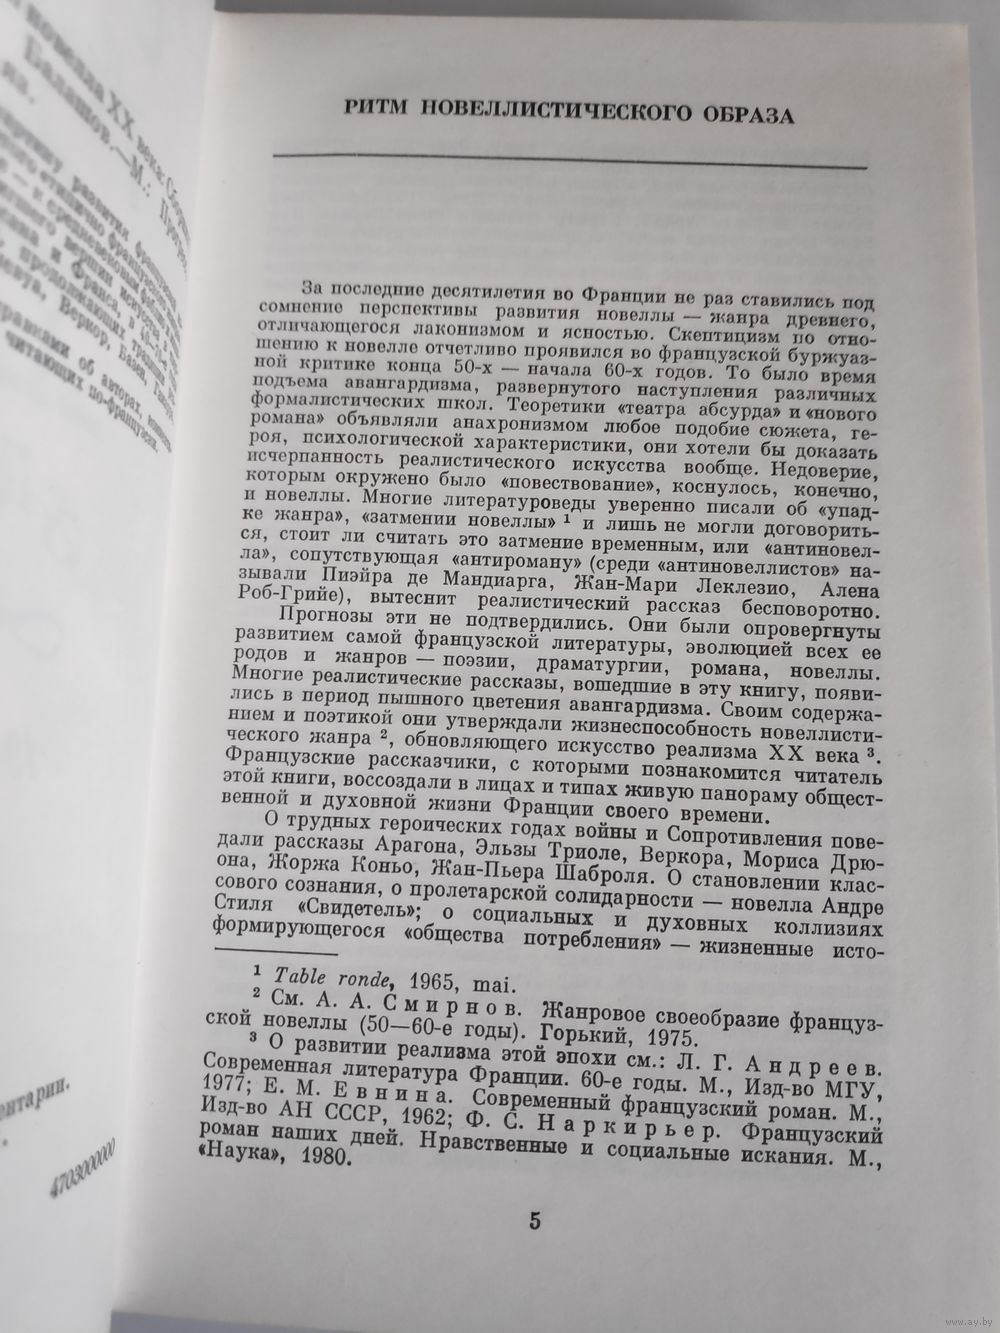 новелла XX века:
Балашов.—М.:
РИТМ НОВЕЛЛИСТИЧЕСКОГО ОБРАЗА
За последние десятилетия во Франции не раз ставились под
сомнение перспективы развития новеллы — жанра древнего,
отличающегося лаконизмом и ясностью. Скептицизм по отно-
шению к новелле отчетливо проявился во французской буржуаз-
ной критике конца 50-х — начала 60-х годов. То было время
подъема авангардизма, развернутого наступления различных
формалистических школ. Теоретики «театра абсурда» и «нового
романа» объявляли анахронизмом любое подобие сюжета, ге-
роя, психологической характеристики, они хотели бы доказать
исчерпанность реалистического искусства вообще. Недоверие,
которым окружено было «повествование», коснулось, конечно,
и новеллы. Многие литературоведы уверенно писали об «упад-
ке жанра», «затмении новеллы» 1 и лишь не могли договорить-
ся, стоит ли считать это затмение временным, или «антиновел-
ла», сопутствующая «антироману» (среди «антиновеллистов» на-
зывали Пиэйра де Мандиарга, Жан-Мари Леклезио, Алена
Роб-Грийе), вытеснит реалистический рассказ бесповоротно.
Прогнозы эти не подтвердились. Они были опровергнуты
развитием самой французской литературы, эволюцией всех ее
родов и жанров — поэзии, драматургии, романа, новеллы.
Многие реалистические рассказы, вошедшие в эту книгу, появи-
лись в период пышного цветения авангардизма. Своим содержа-
нием и поэтикой они утверждали жизнеспособность новеллисти-
ческого жанра 2, обновляющего искусство реализма XX века 3.
Французские рассказчики, с которыми познакомится читатель
этой книги, воссоздали в лицах и типах живую панораму общест-
венной и духовной жизни Франции своего времени.
О трудных героических годах войны и Сопротивления пове-
дали рассказы Арагона, Эльзы Триоле, Веркора, Мориса Дрю-
она, Жоржа Коньо, Жан-Пьера Шаброля. О становлении клас-
сового сознания, о пролетарской солидарности — новелла Андре
Стиля «Свидетель»; о социальных и духовных коллизиях
формирующегося «общества потребления» — жизненные исто-
1 Table ronde, 1965, mai.
2 См. А. А. Смирнов. Жанровое своеобразие француз-
ской новеллы (50—60-е годы). Горький, 1975.
3 О развитии реализма этой эпохи см.: Л. Г. Андреев.
Современная литература Франции. 60-е годы. М., Изд-во МГУ,
1977; Е. М. Евнина. Современный французский роман. М.,
Изд-во АН СССР, 1962; Ф. С. Наркирьер. Французский
роман наших дней. Нравственные и социальные искания. М.,
«Наука», 1980.
5
470300000
www.ay.by